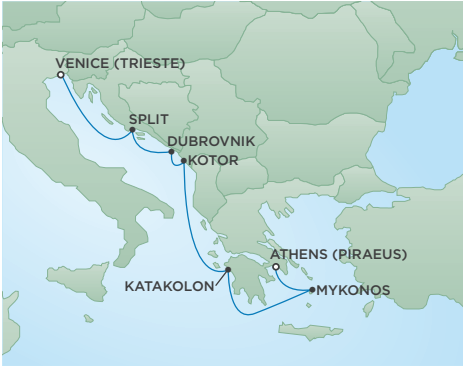 VENICE (TRIESTE)
SPLIT
DUBROVNIK
KOTOR
ATHENS (PIRAEUS)
KATAKOLON
MYKONOS